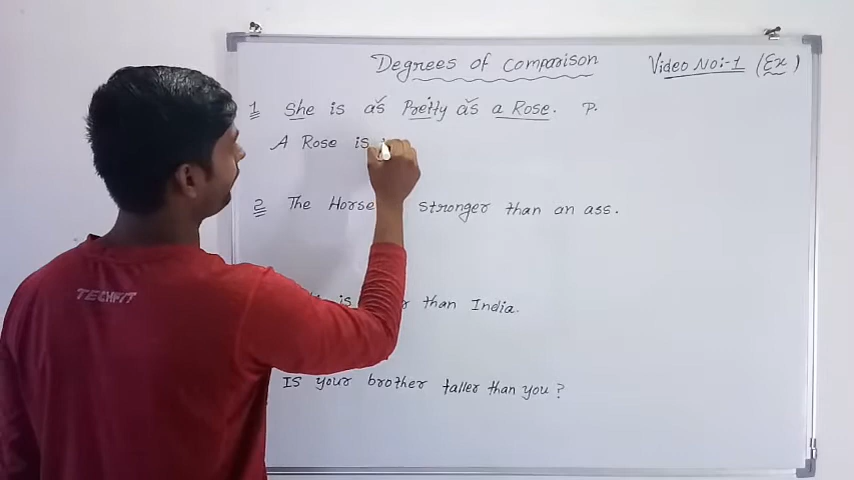 Degrees of Comparison
Video No:-1 (Ex)
1 She is as Pretty as a Rose. P.
A Rose is
2 The Horse stronger than an ass.
is than India.
Is your brother taller than you?
TECHFIT